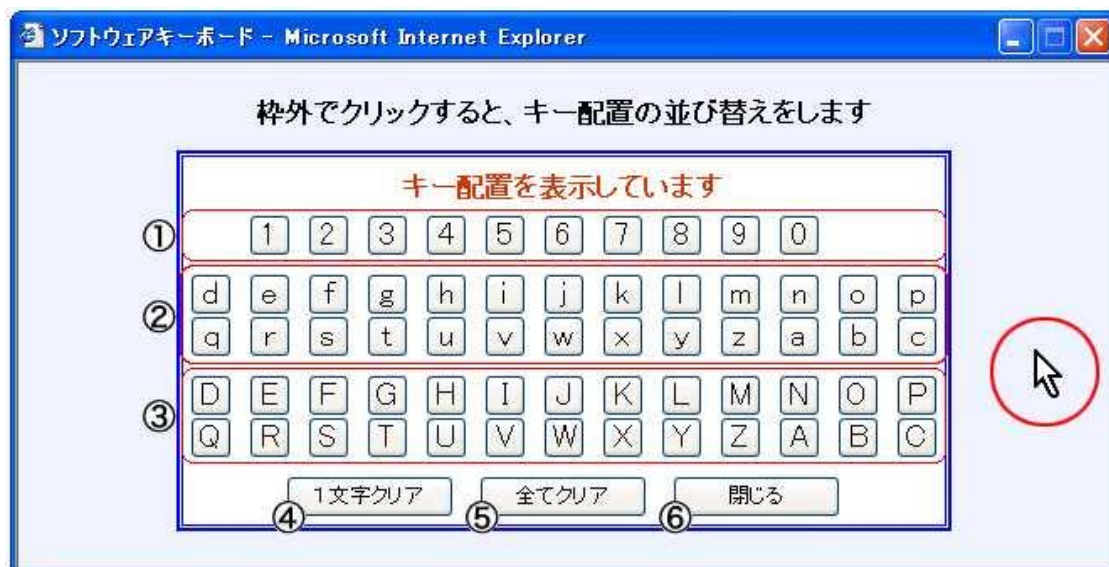 ソフトウェアキーボード - Microsoft Internet Explorer
枠外でクリックすると、キー配置の並び替えをします
キー配置を表示しています
① 1 2 3 4 5 6 7 8 9 0
② d e f g h i j k l m n o p
q r s t u v w x y z a b c
③ D E F G H I J K L M N O P
Q R S T U V W X Y Z A B C
④ 1文字クリア ⑤ 全てクリア ⑥ 閉じる